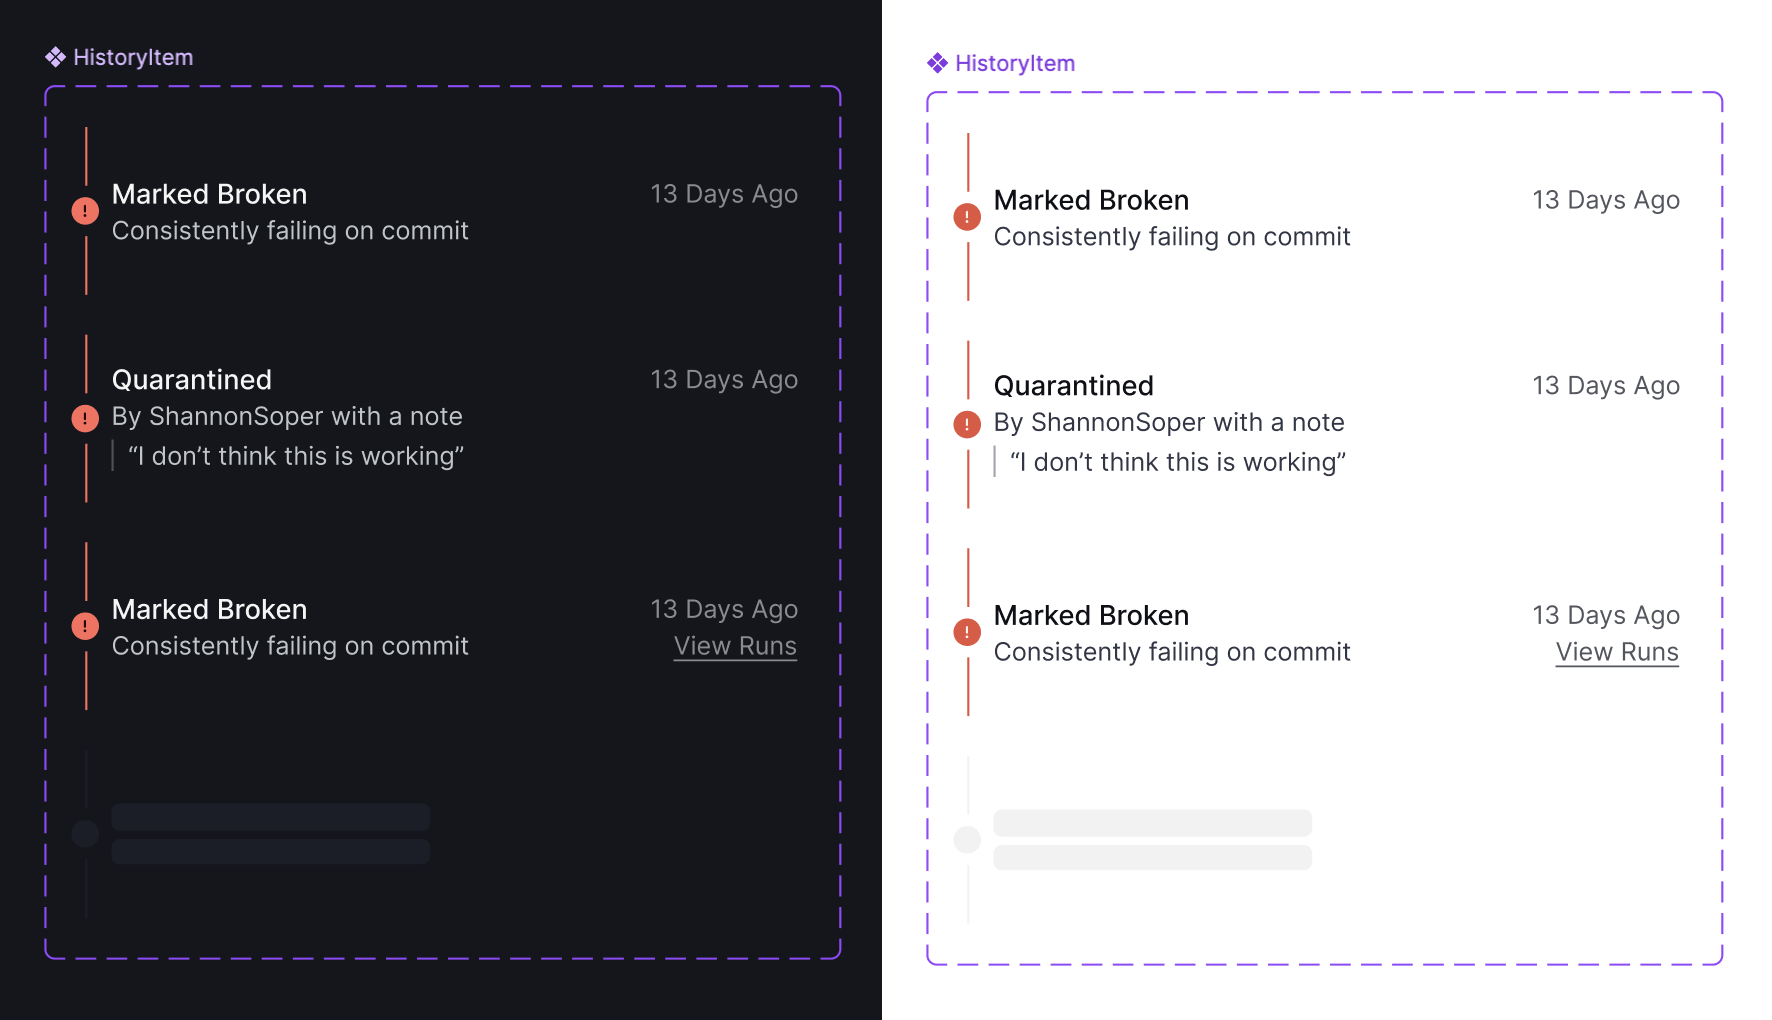 HistoryItem
Marked Broken
13 Days Ago
Consistently failing on commit
Quarantined
13 Days Ago
By ShannonSoper with a note
“I don’t think this is working”
Marked Broken
13 Days Ago
Consistently failing on commit
View Runs
HistoryItem
Marked Broken
13 Days Ago
Consistently failing on commit
Quarantined
13 Days Ago
By ShannonSoper with a note
“I don’t think this is working”
Marked Broken
13 Days Ago
Consistently failing on commit
View Runs